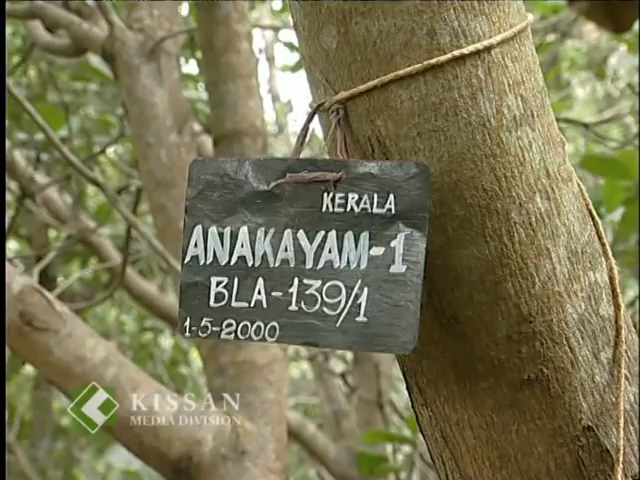 KERALA
ANAKAYAM-1
BLA-139/1
1-5-2000
KISSAN
MEDIA DIVISION